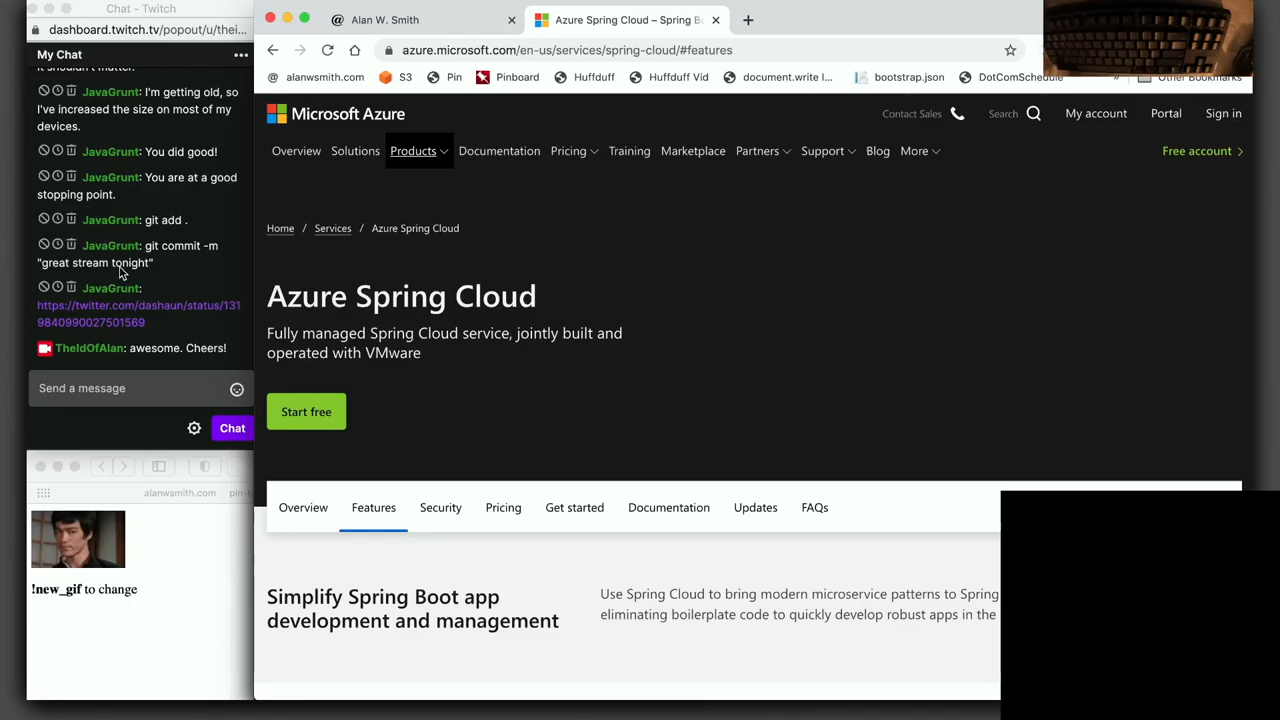 Chat - Twitch
dashboard.twitch.tv/popout/u/thei...
My Chat
it shouldn't matter.
JavaGrunt: I'm getting old, so
I've increased the size on most of my
devices.
JavaGrunt: You did good!
JavaGrunt: You are at a good
stopping point.
JavaGrunt: git add .
JavaGrunt: git commit -m
"great stream tonight"
JavaGrunt:
https://twitter.com/dashaun/status/131
9840990027501569
TheIdOfAlan: awesome. Cheers!
Send a message
Chat
alanwsmith.com
!new_gif to change
@ Alan W. Smith
Azure Spring Cloud – Spring B
azure.microsoft.com/en-us/services/spring-cloud/#features
alanwsmith.com S3 Pin Pinboard Huffduff Huffduff Vid document.write I... bootstrap.json DotComSchedule » Other Bookmarks
Microsoft Azure
Contact Sales Search My account Portal Sign in
Overview Solutions Products Documentation Pricing Training Marketplace Partners Support Blog More Free account
Home / Services / Azure Spring Cloud
Azure Spring Cloud
Fully managed Spring Cloud service, jointly built and
operated with VMware
Start free
Overview Features Security Pricing Get started Documentation Updates FAQs
Simplify Spring Boot app
development and management
Use Spring Cloud to bring modern microservice patterns to Spring
eliminating boilerplate code to quickly develop robust apps in the